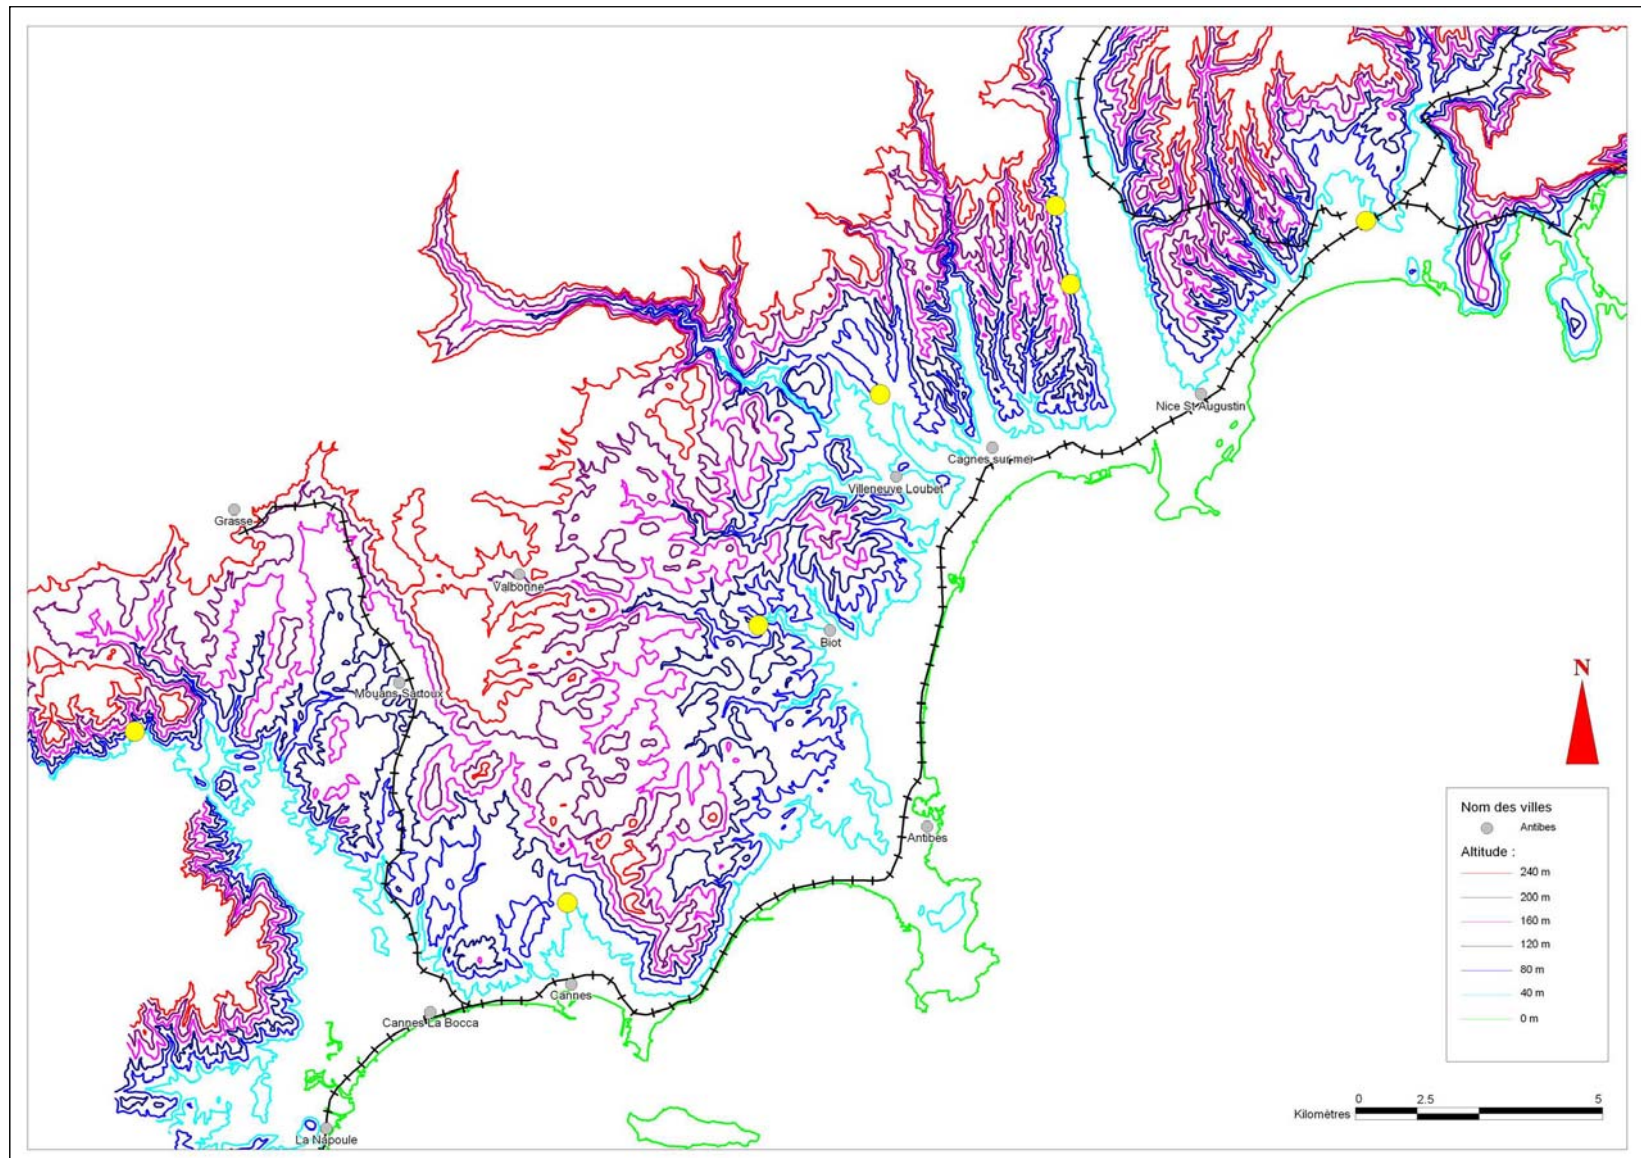 Nice St Augustin
Cagnes sur mer
Villeneuve Loubet
Grasse
Valbonne
Biot
Mouans Sartoux
N
Nom des villes
Antibes
Altitude :
240 m
200 m
160 m
120 m
80 m
40 m
0 m
Antibes
Cannes
Cannes La Bocca
La Napoule
0 2.5 5
Kilomètres